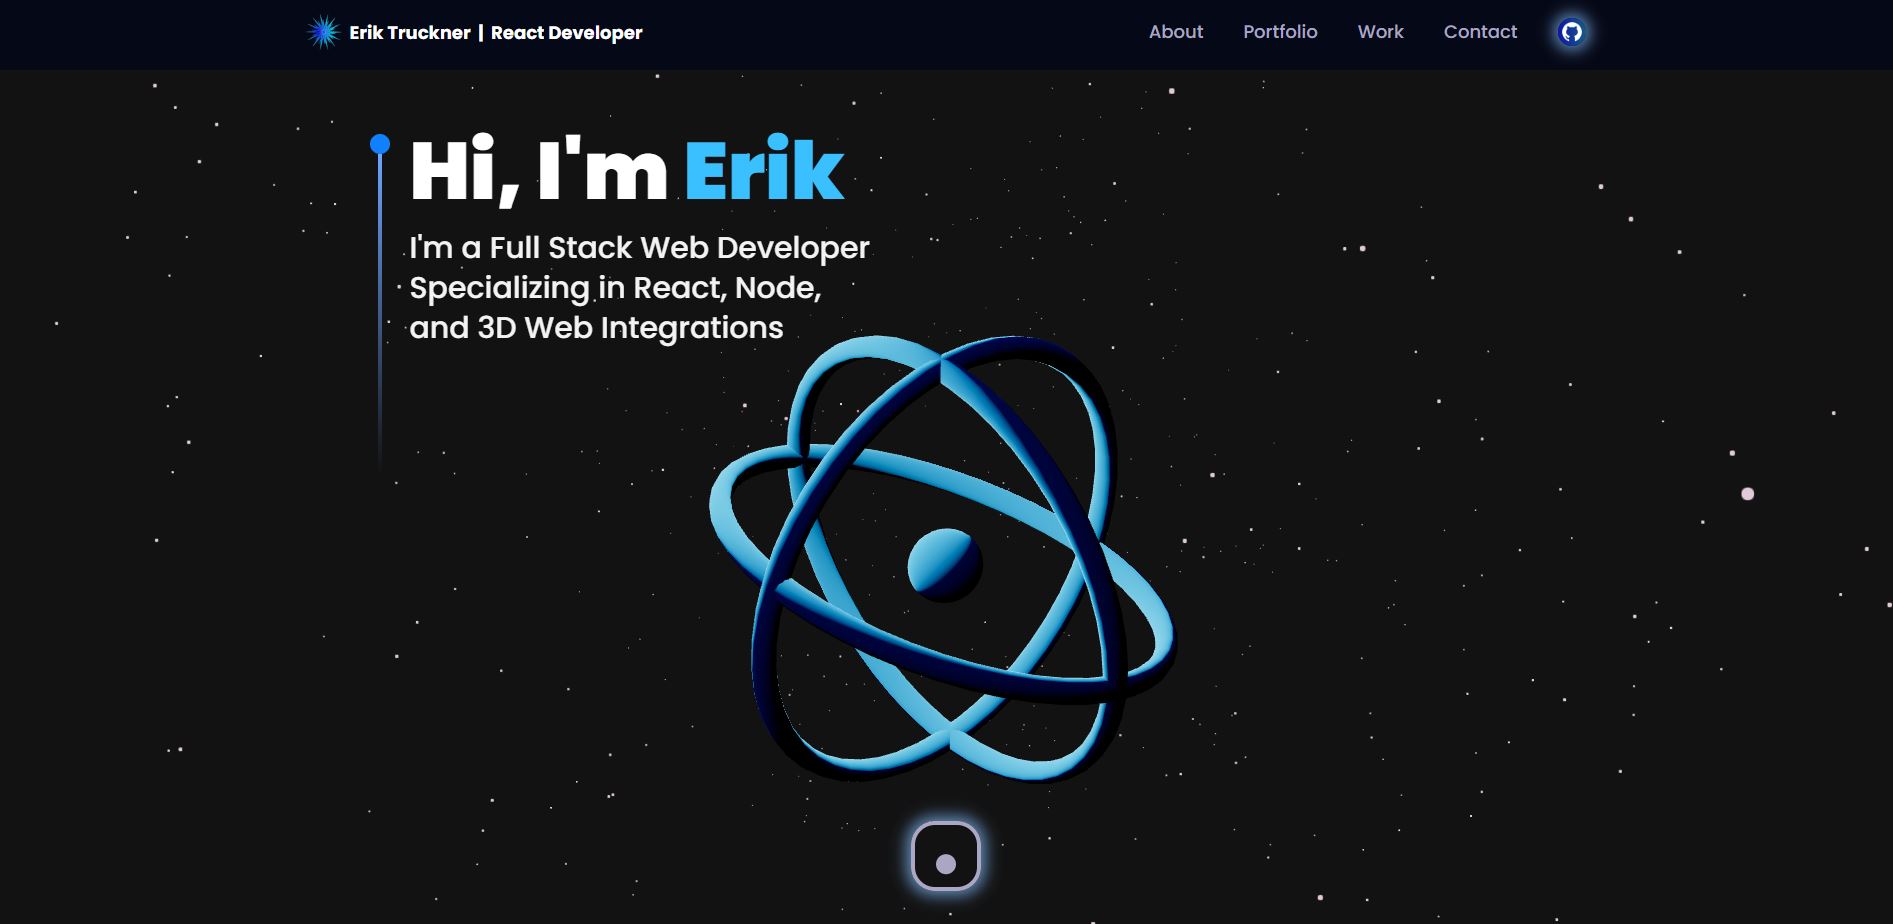 Erik Truckner | React Developer
About
Portfolio
Work
Contact
Hi, I'm Erik
I'm a Full Stack Web Developer
Specializing in React, Node,
and 3D Web Integrations